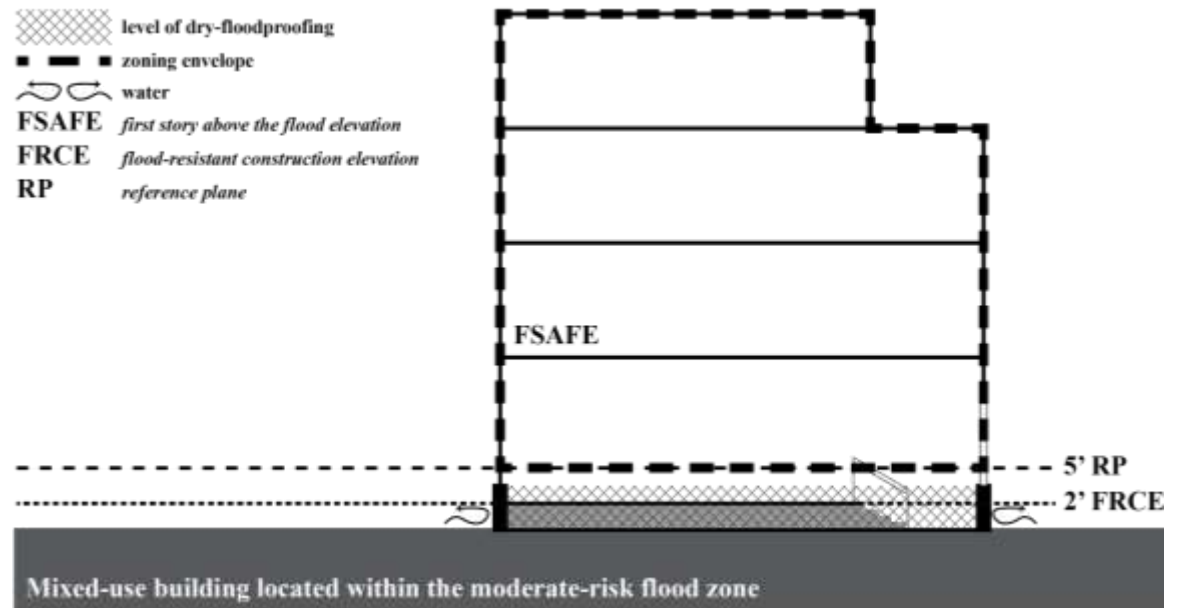 level of dry-floodproofing
zoning envelope
water
FSAFE first story above the flood elevation
FRCE flood-resistant construction elevation
RP reference plane
FSAFE
5' RP
2' FRCE
Mixed-use building located within the moderate-risk flood zone